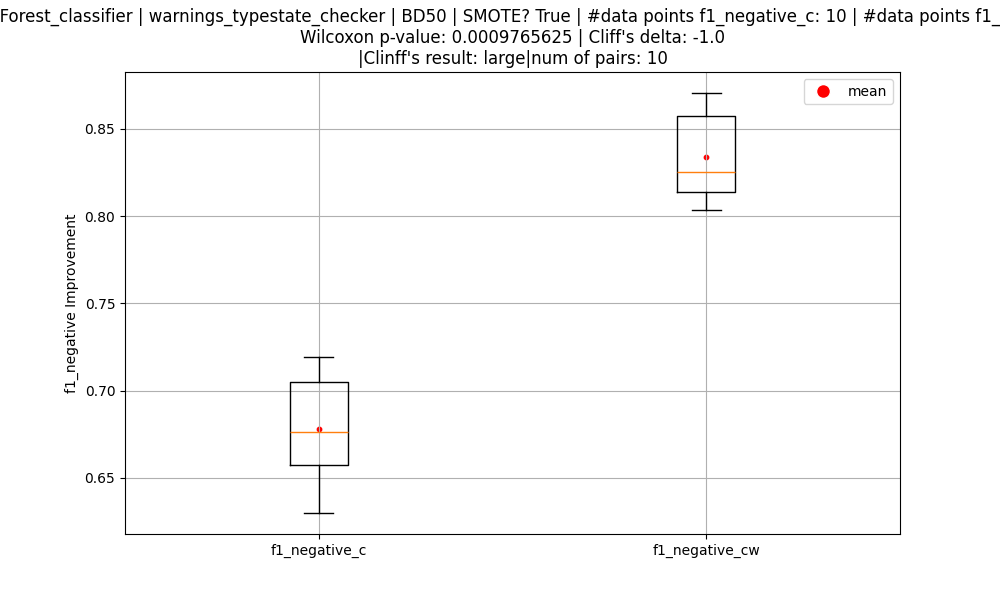 Forest_classifier | warnings_typestate_checker | BD50 | SMOTE? True | #data points f1_negative_c: 10 | #data points f1_
Wilcoxon p-value: 0.0009765625 | Cliff's delta: -1.0
|Clinff's result: large|num of pairs: 10
mean
0.85
0.80
0.75
0.70
0.65
f1_negative Improvement
f1_negative_c
f1_negative_cw